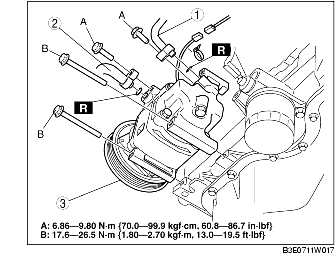 A
1
A
2
B
R
R
B
3
A: 6.86—9.80 N·m {70.0—99.9 kgf·cm, 60.8—86.7 in·lbf}
B: 17.6—26.5 N·m {1.80—2.70 kgf·m, 13.0—19.5 ft·lbf}
B3E0711W017